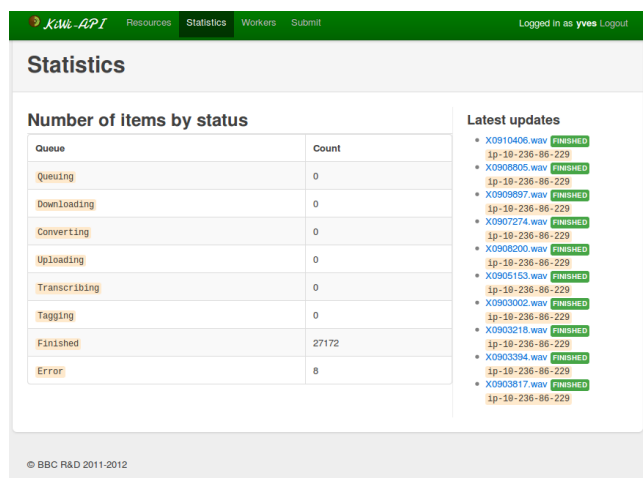 KiWi-API Resources Statistics Workers Submit Logged in as yves Logout
Statistics
Number of items by status
Queue Count
Queuing 0
Downloading 0
Converting 0
Uploading 0
Transcribing 0
Tagging 0
Finished 27172
Error 8
Latest updates
X0910406.wav FINISHED
ip-10-236-86-229
X0908805.wav FINISHED
ip-10-236-86-229
X0909897.wav FINISHED
ip-10-236-86-229
X0907274.wav FINISHED
ip-10-236-86-229
X0908200.wav FINISHED
ip-10-236-86-229
X0905153.wav FINISHED
ip-10-236-86-229
X0903002.wav FINISHED
ip-10-236-86-229
X0903218.wav FINISHED
ip-10-236-86-229
X0903394.wav FINISHED
ip-10-236-86-229
X0903817.wav FINISHED
ip-10-236-86-229
© BBC R&D 2011-2012